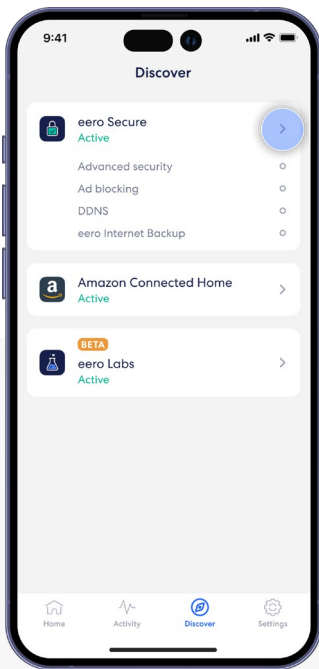 9:41
Discover
eero Secure
Active
Advanced security
Ad blocking
DDNS
eero Internet Backup
a
Amazon Connected Home
Active
BETA
eero Labs
Active
Home Activity Discover Settings